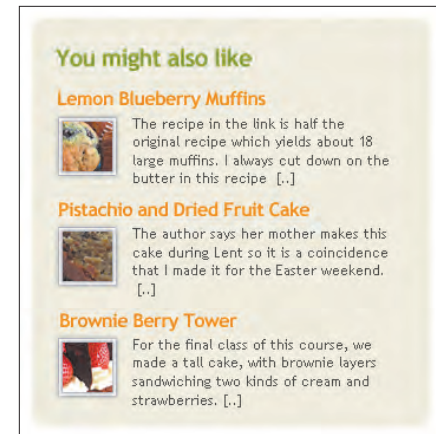 You might also like
Lemon Blueberry Muffins
The recipe in the link is half the
original recipe which yields about 18
large muffins. I always cut down on the
butter in this recipe [..]
Pistachio and Dried Fruit Cake
The author says her mother makes this
cake during Lent so it is a coincidence
that I made it for the Easter weekend.
[..]
Brownie Berry Tower
For the final class of this course, we
made a tall cake, with brownie layers
sandwiching two kinds of cream and
strawberries. [..]